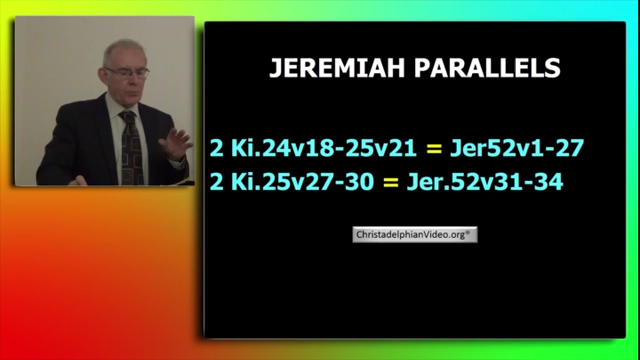 JEREMIAH PARALLELS
2 Ki.24v18-25v21 = Jer52v1-27
2 Ki.25v27-30 = Jer.52v31-34
ChristadelphianVideo.org®